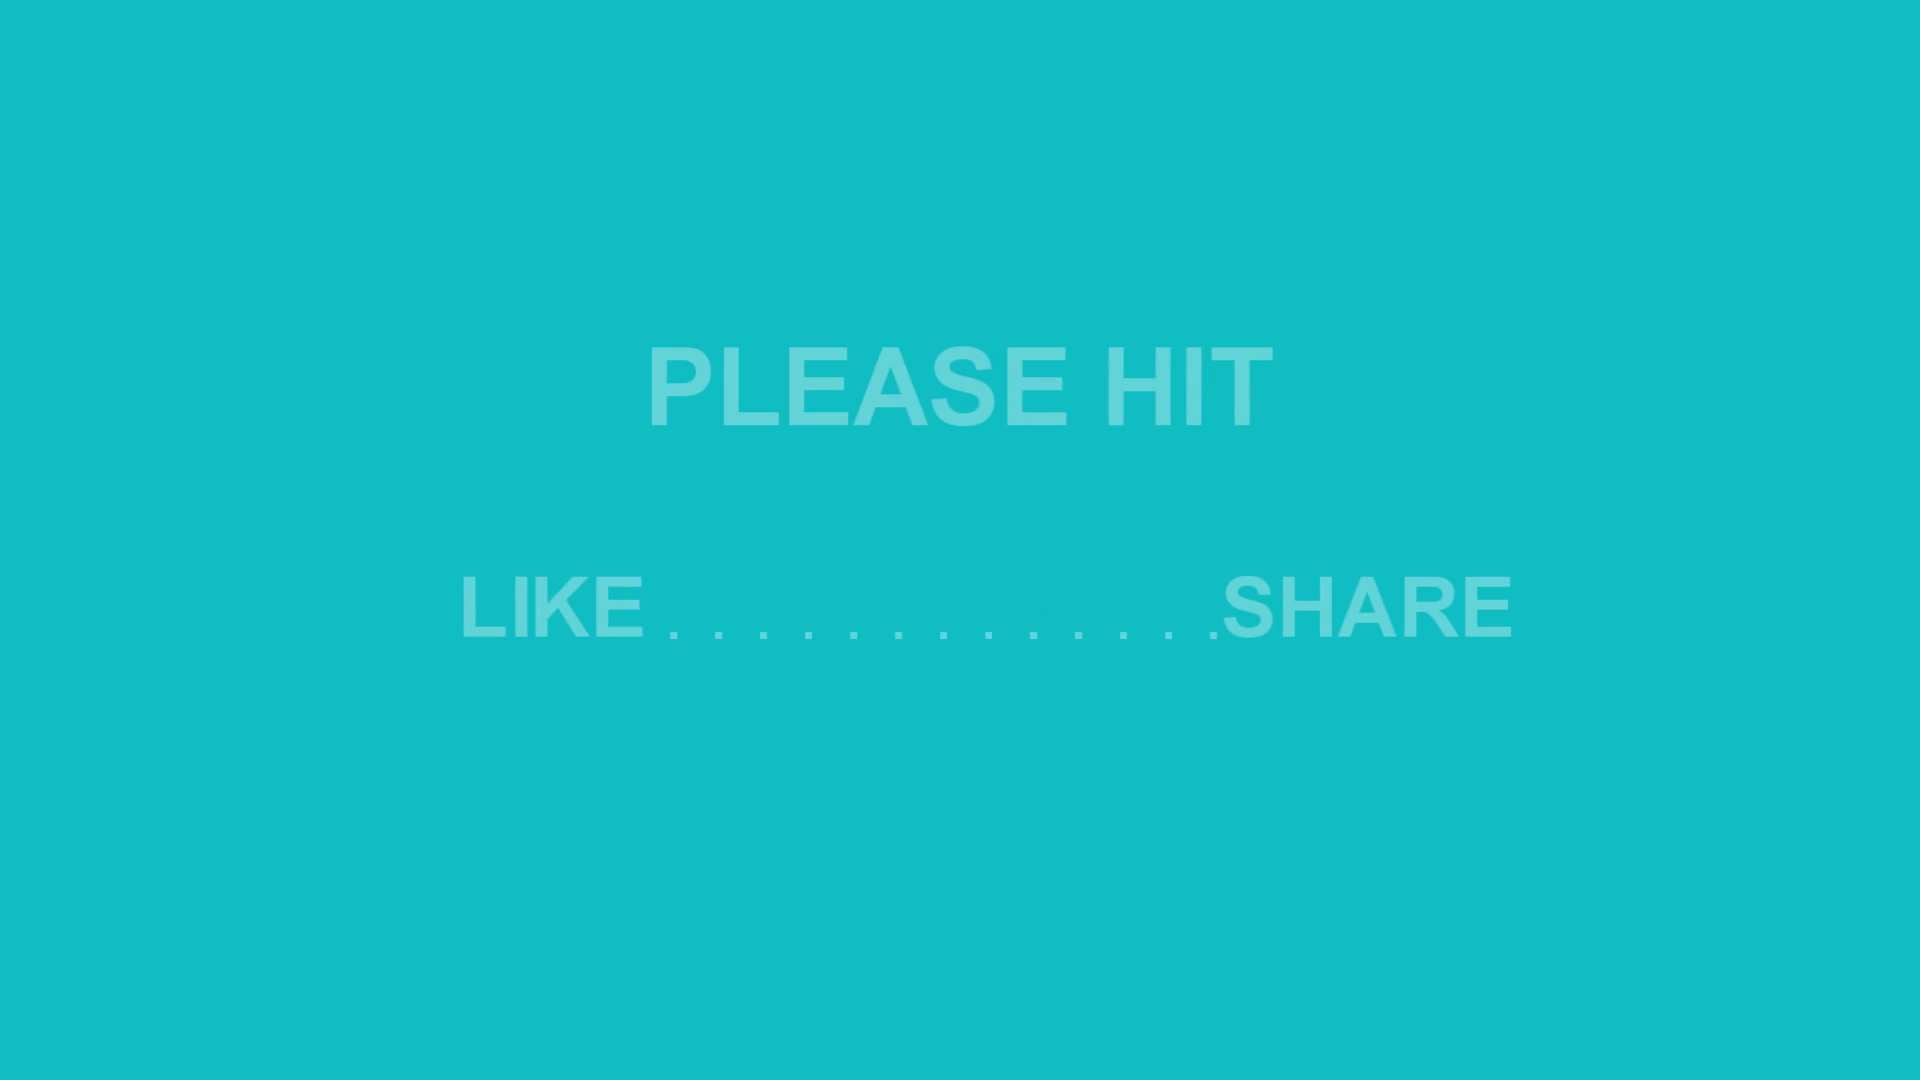 PLEASE HIT
LIKE . . . . . . . . . . . . .SHARE